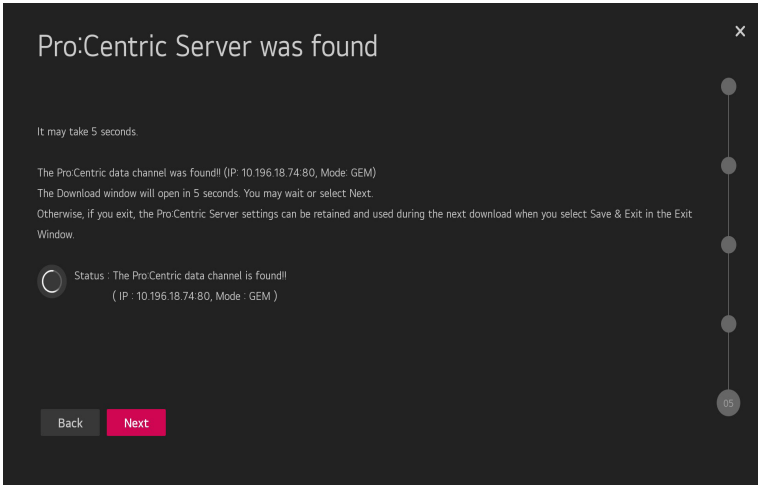 Pro:Centric Server was found
×
It may take 5 seconds.
The Pro:Centric data channel was found!! (IP: 10.196.18.74:80, Mode: GEM)
The Download window will open in 5 seconds. You may wait or select Next.
Otherwise, if you exit, the Pro:Centric Server settings can be retained and used during the next download when you select Save & Exit in the Exit
Window.
Status : The Pro:Centric data channel is found!!
( IP : 10.196.18.74:80, Mode : GEM )
05
Back
Next